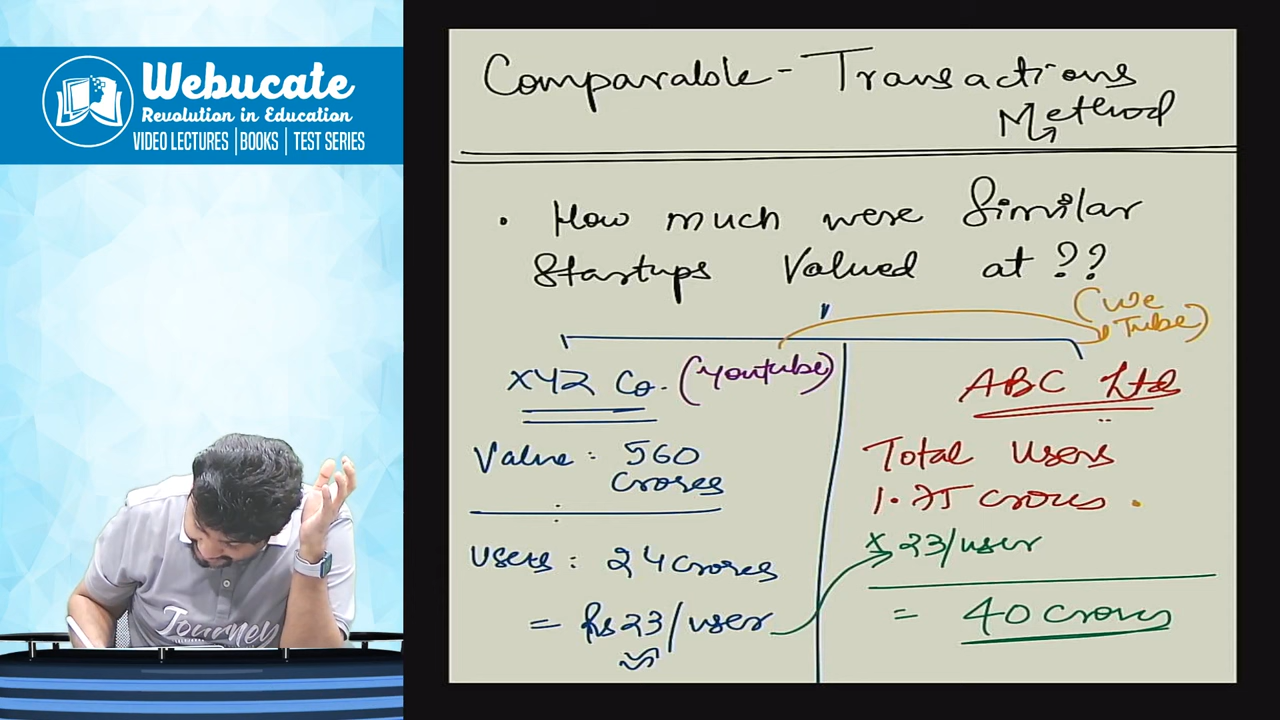 Webucate
Revolution in Education
VIDEO LECTURES | BOOKS | TEST SERIES
Journey
Comparable - Transactions
Method
• How much were Similar
Startups Valued at ??
(We
Tube)
XYZ Co. (Youtube)
Value : 560
Crores
Users : 24 crores
= Rs 23/user
ABC Ltd
Total Users
1.75 crores.
x 23/user
= 40 crores